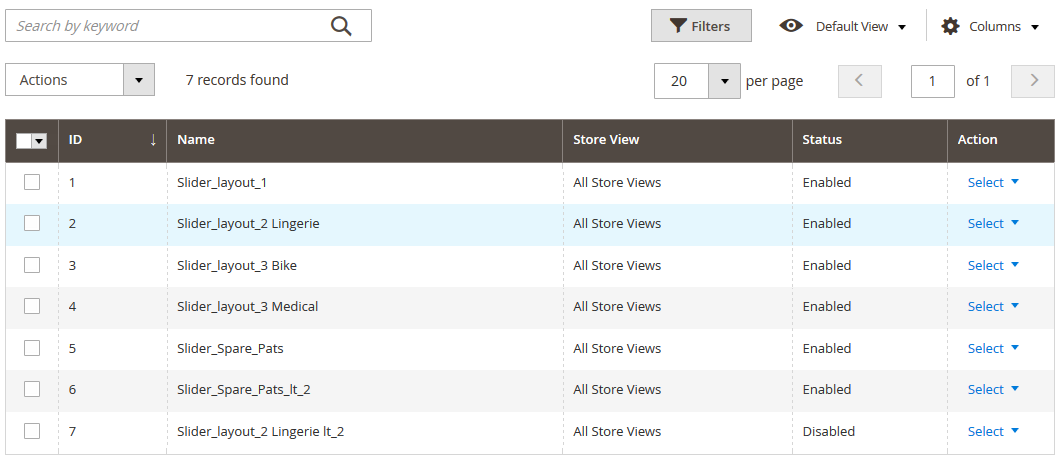 Search by keyword Filters Default View Columns
Actions 7 records found 20 per page 1 of 1
ID ↓ Name Store View Status Action
1 Slider_layout_1 All Store Views Enabled Select
2 Slider_layout_2 Lingerie All Store Views Enabled Select
3 Slider_layout_3 Bike All Store Views Enabled Select
4 Slider_layout_3 Medical All Store Views Enabled Select
5 Slider_Spare_Pats All Store Views Enabled Select
6 Slider_Spare_Pats_lt_2 All Store Views Enabled Select
7 Slider_layout_2 Lingerie lt_2 All Store Views Disabled Select